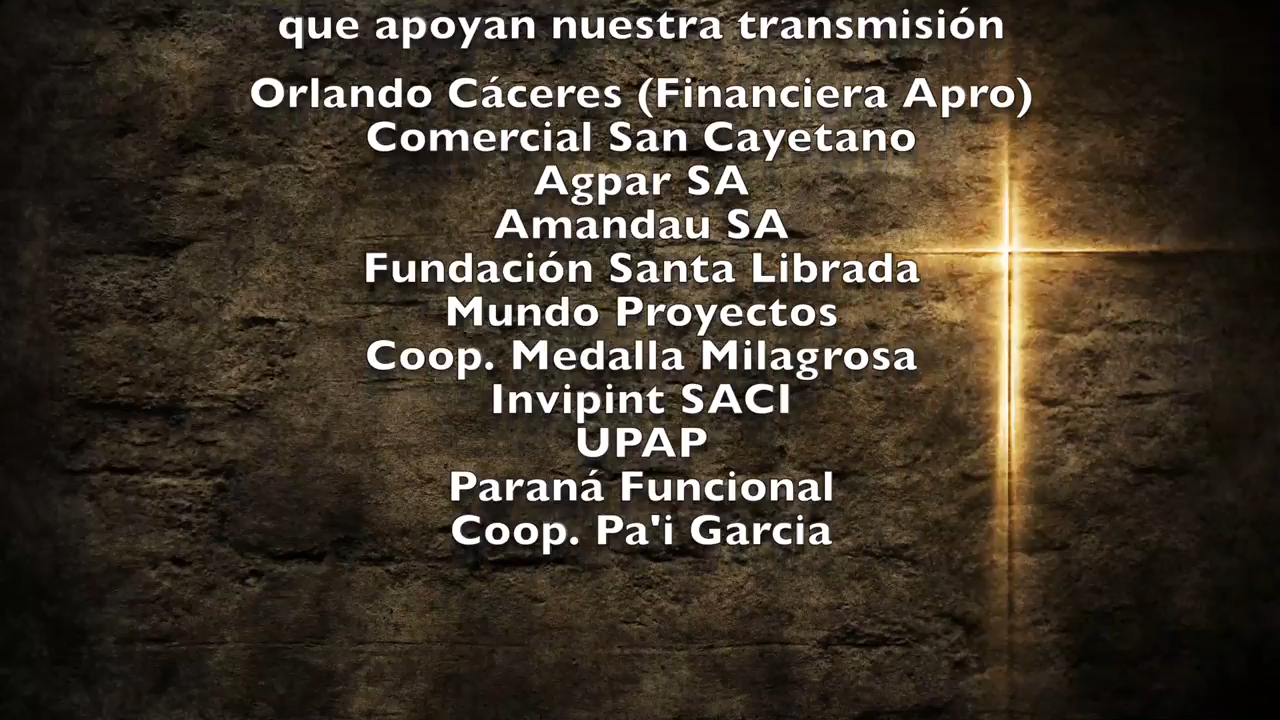 que apoyan nuestra transmisión
Orlando Cáceres (Financiera Apro)
Comercial San Cayetano
Agpar SA
Amandau SA
Fundación Santa Librada
Mundo Proyectos
Coop. Medalla Milagrosa
Invipint SACI
UPAP
Paraná Funcional
Coop. Pa'i Garcia